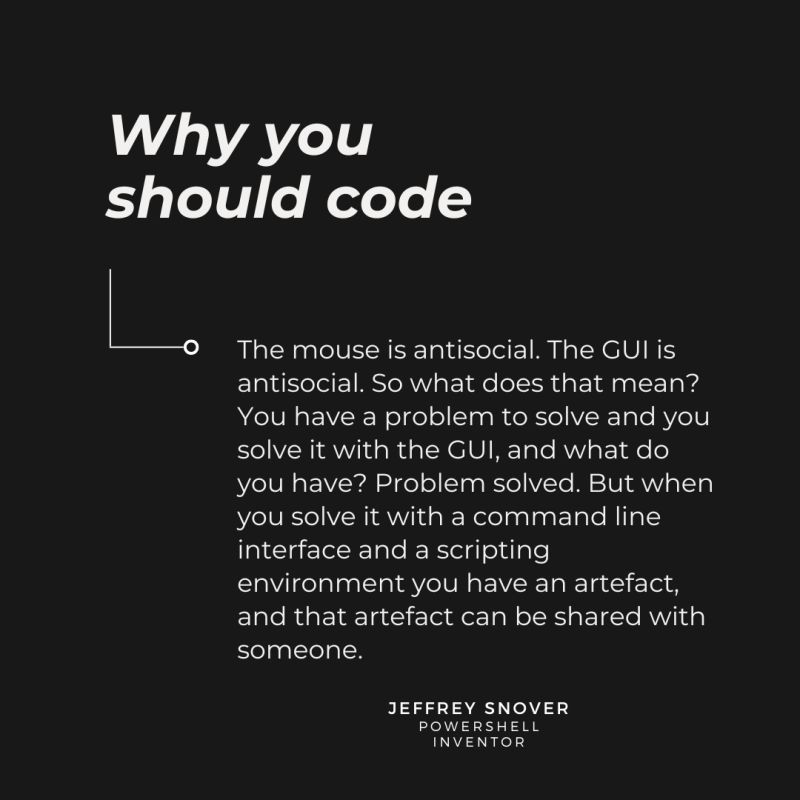 Why you
should code
The mouse is antisocial. The GUI is
antisocial. So what does that mean?
You have a problem to solve and you
solve it with the GUI, and what do
you have? Problem solved. But when
you solve it with a command line
interface and a scripting
environment you have an artefact,
and that artefact can be shared with
someone.
JEFFREY SNOVER
POWERSHELL
INVENTOR